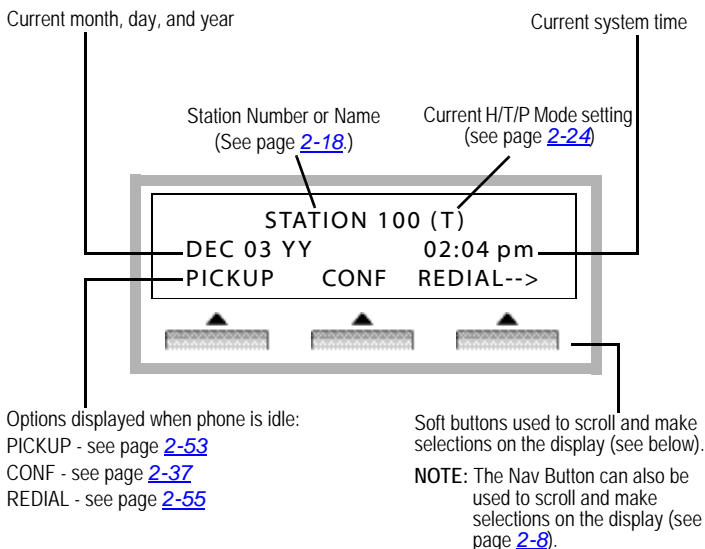 Current month, day, and year
Current system time
Station Number or Name
(See page 2-18.)
Current H/T/P Mode setting
(see page 2-24)
STATION 100 (T)
DEC 03 YY 02:04 pm
PICKUP CONF REDIAL-->
Options displayed when phone is idle:
PICKUP - see page 2-53
CONF - see page 2-37
REDIAL - see page 2-55
Soft buttons used to scroll and make
selections on the display (see below).
NOTE: The Nav Button can also be
used to scroll and make
selections on the display (see
page 2-8).